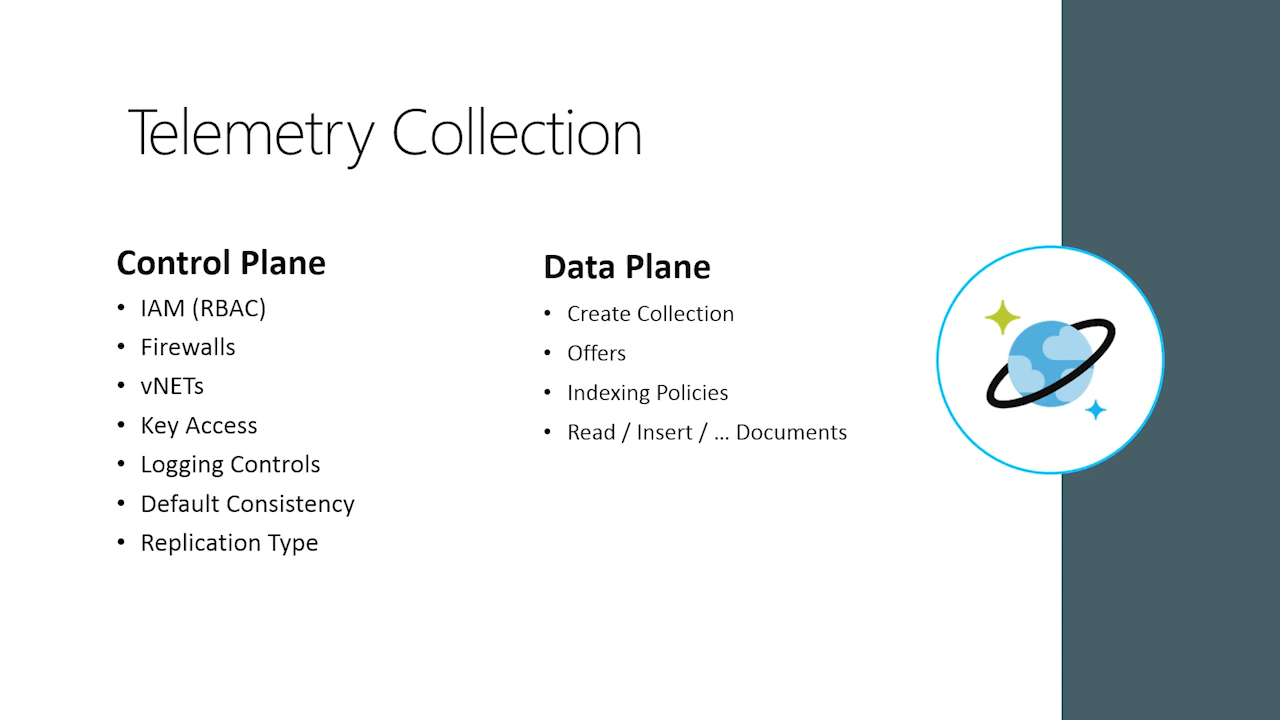 Telemetry Collection
Control Plane
• IAM (RBAC)
• Firewalls
• vNETs
• Key Access
• Logging Controls
• Default Consistency
• Replication Type
Data Plane
• Create Collection
• Offers
• Indexing Policies
• Read / Insert / ... Documents